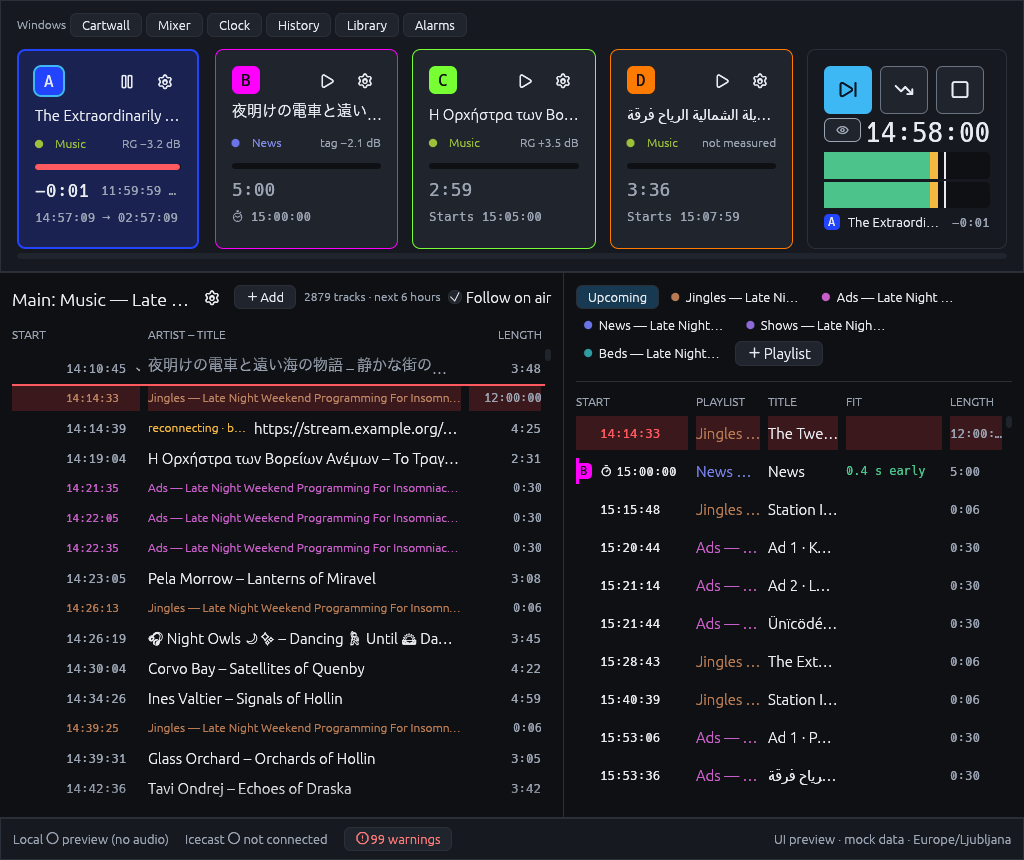 Windows Cartwall Mixer Clock History Library Alarms
A
The Extraordinarily …
Music RG −3.2 dB
−0:01 11:59:59 …
14:57:09 → 02:57:09
B
夜明けの電車と遠い…
News tag −2.1 dB
5:00
15:00:00
C
Η Ορχήστρα των Βο…
Music RG +3.5 dB
2:59
Starts 15:05:00
D
…يلة الشمالية الرياح فرقة
Music not measured
3:36
Starts 15:07:59
14:58:00
A The Extraordi… −0:01
Main: Music — Late … + Add 2879 tracks · next 6 hours Follow on air
START ARTIST – TITLE LENGTH
14:10:45 夜明けの電車と遠い海の物語 – 静かな街の… 3:48
14:14:33 Jingles — Late Night Weekend Programming For Insomn… 12:00:00
14:14:39 reconnecting · b… https://stream.example.org/… 4:25
14:19:04 Η Ορχήστρα των Βορείων Ανέμων – Το Τραγ… 2:31
14:21:35 Ads — Late Night Weekend Programming For Insomniac… 0:30
14:22:05 Ads — Late Night Weekend Programming For Insomniac… 0:30
14:22:35 Ads — Late Night Weekend Programming For Insomniac… 0:30
14:23:05 Pela Morrow – Lanterns of Miravel 3:08
14:26:13 Jingles — Late Night Weekend Programming For Insomn… 0:06
14:26:19 🎧 Night Owls 🌙✨ – Dancing 💃 Until 🌅 Da… 3:45
14:30:04 Corvo Bay – Satellites of Quenby 4:22
14:34:26 Ines Valtier – Signals of Hollin 4:59
14:39:25 Jingles — Late Night Weekend Programming For Insomn… 0:06
14:39:31 Glass Orchard – Orchards of Hollin 3:05
14:42:36 Tavi Ondrej – Echoes of Draska 3:42
Upcoming Jingles — Late Ni… Ads — Late Night …
News — Late Night… Shows — Late Nigh…
Beds — Late Night… + Playlist
START PLAYLIST TITLE FIT LENGTH
14:14:33 Jingles … The Twe… 12:00:…
B 15:00:00 News … News 0.4 s early 5:00
15:15:48 Jingles … Station I… 0:06
15:20:44 Ads — … Ad 1 · K… 0:30
15:21:14 Ads — … Ad 2 · L… 0:30
15:21:44 Ads — … Ünïcödé… 0:30
15:28:43 Jingles … The Ext… 0:06
15:40:39 Jingles … Station I… 0:06
15:53:06 Ads — … Ad 1 · P… 0:30
15:53:36 Ads — … …رياح فرقة 0:30
Local preview (no audio) Icecast not connected 99 warnings UI preview · mock data · Europe/Ljubljana